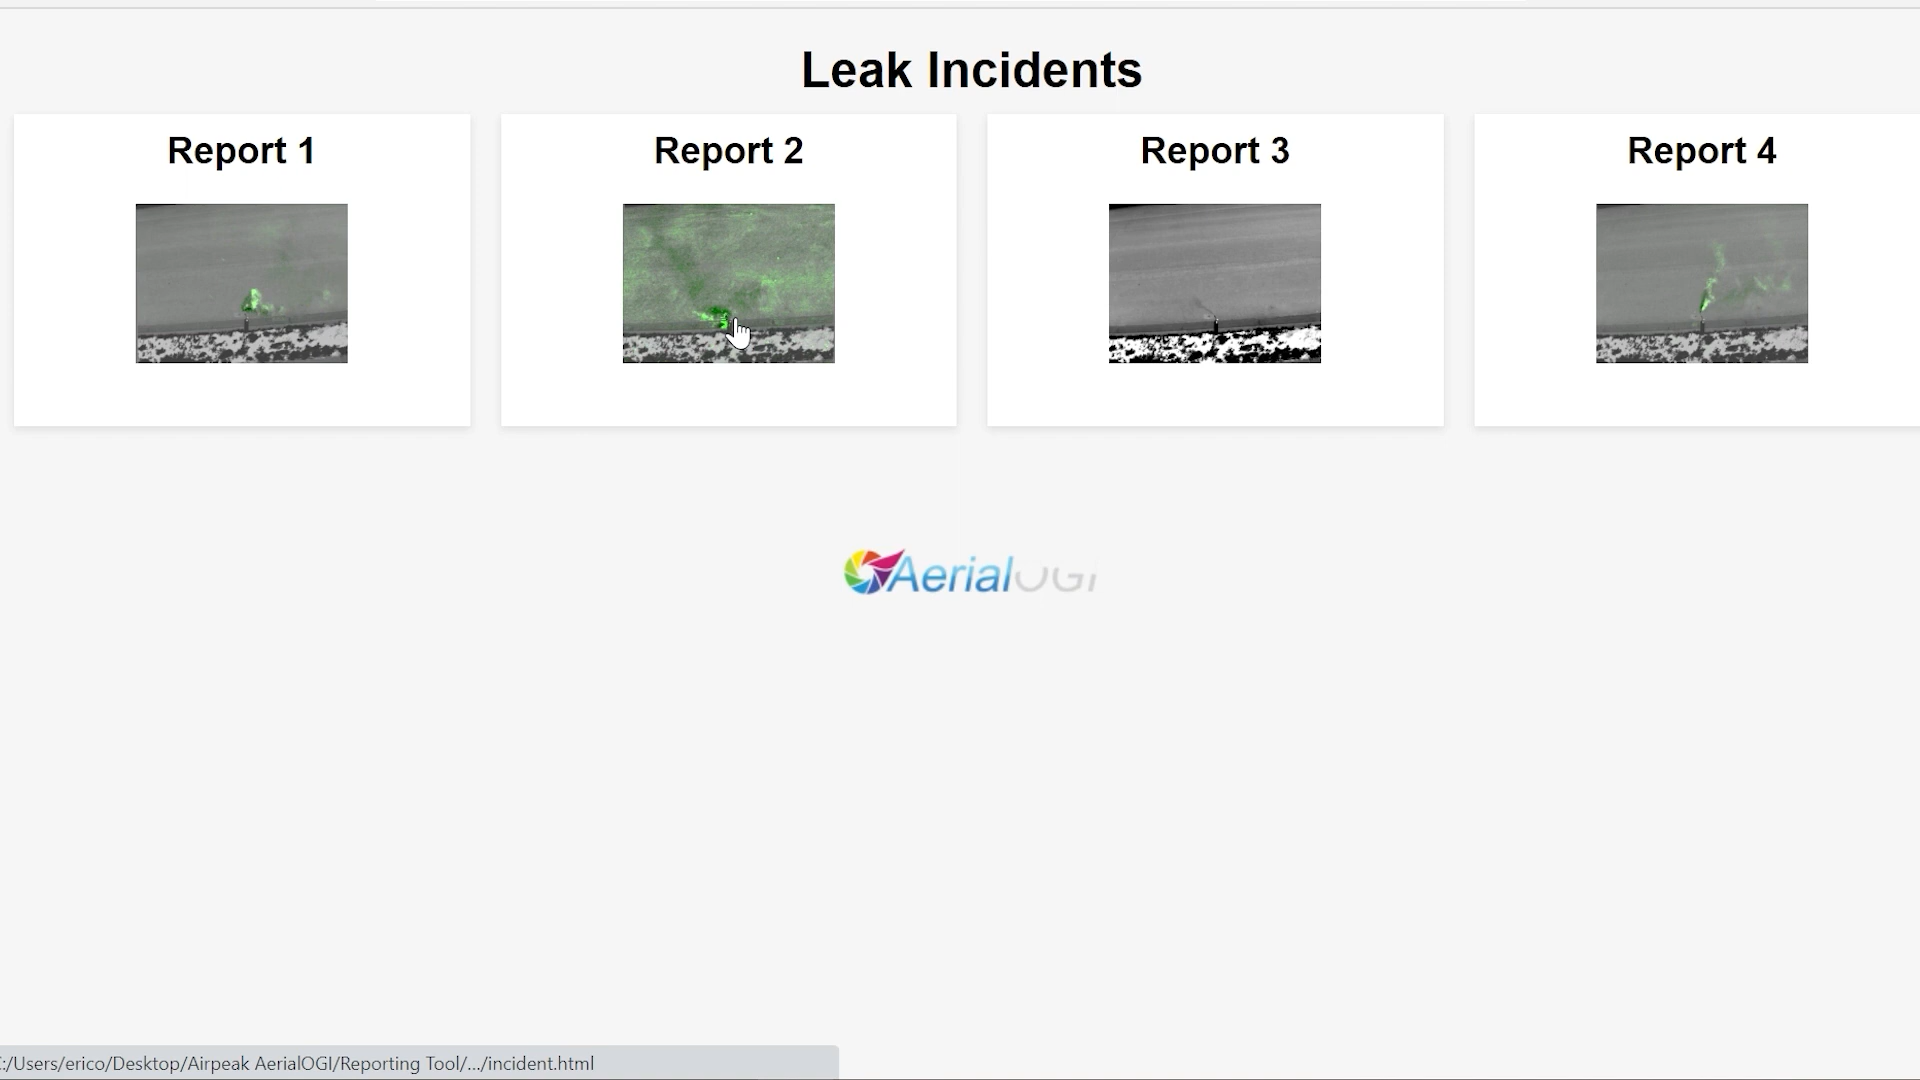 Leak Incidents
Report 1
Report 2
Report 3
Report 4
AerialOGI
:/Users/erico/Desktop/Airpeak AerialOGI/Reporting Tool/.../incident.html